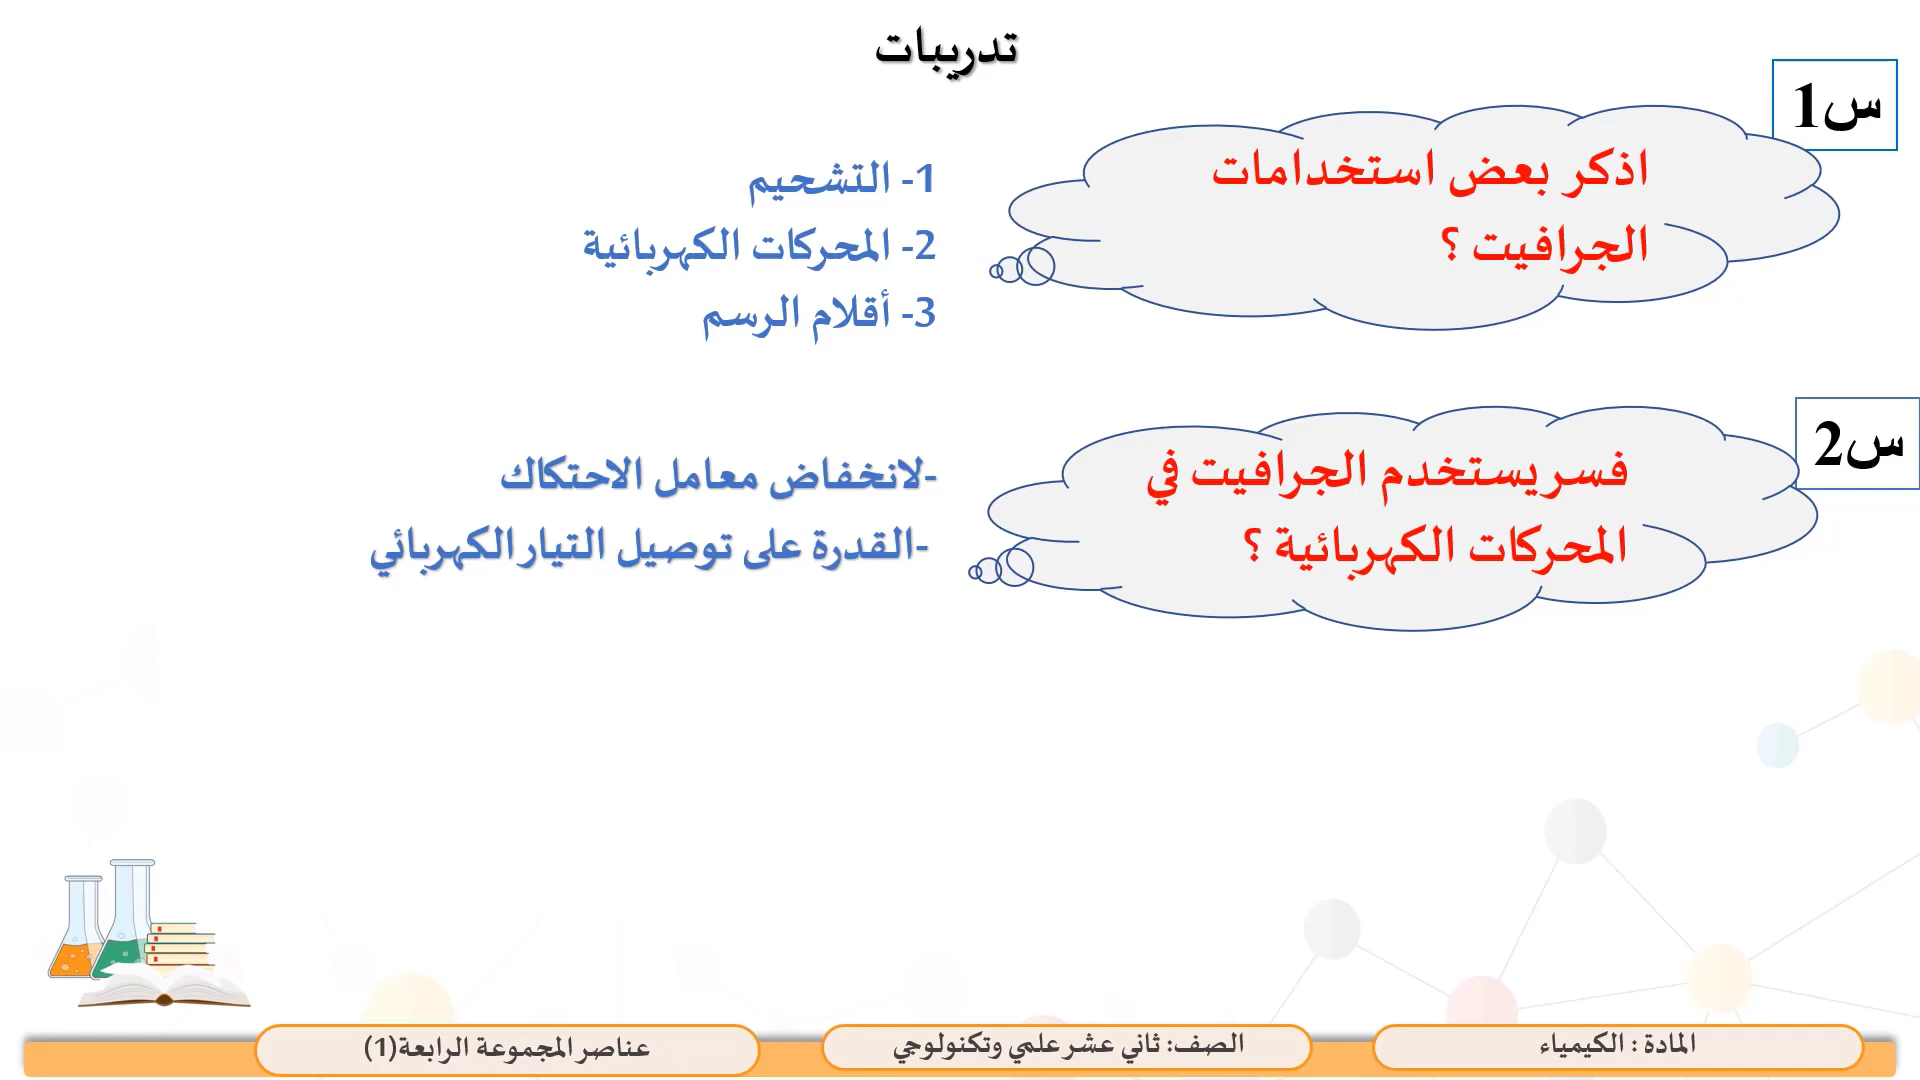 تدريبات
س1
اذكر بعض استخدامات
الجرافيت ؟
1- التشحيم
2- المحركات الكهربائية
3- أقلام الرسم
س2
فسر يستخدم الجرافيت في
المحركات الكهربائية ؟
-لانخفاض معامل الاحتكاك
-القدرة على توصيل التيار الكهربائي
المادة : الكيمياء
الصف: ثاني عشر علمي وتكنولوجي
عناصر المجموعة الرابعة(1)